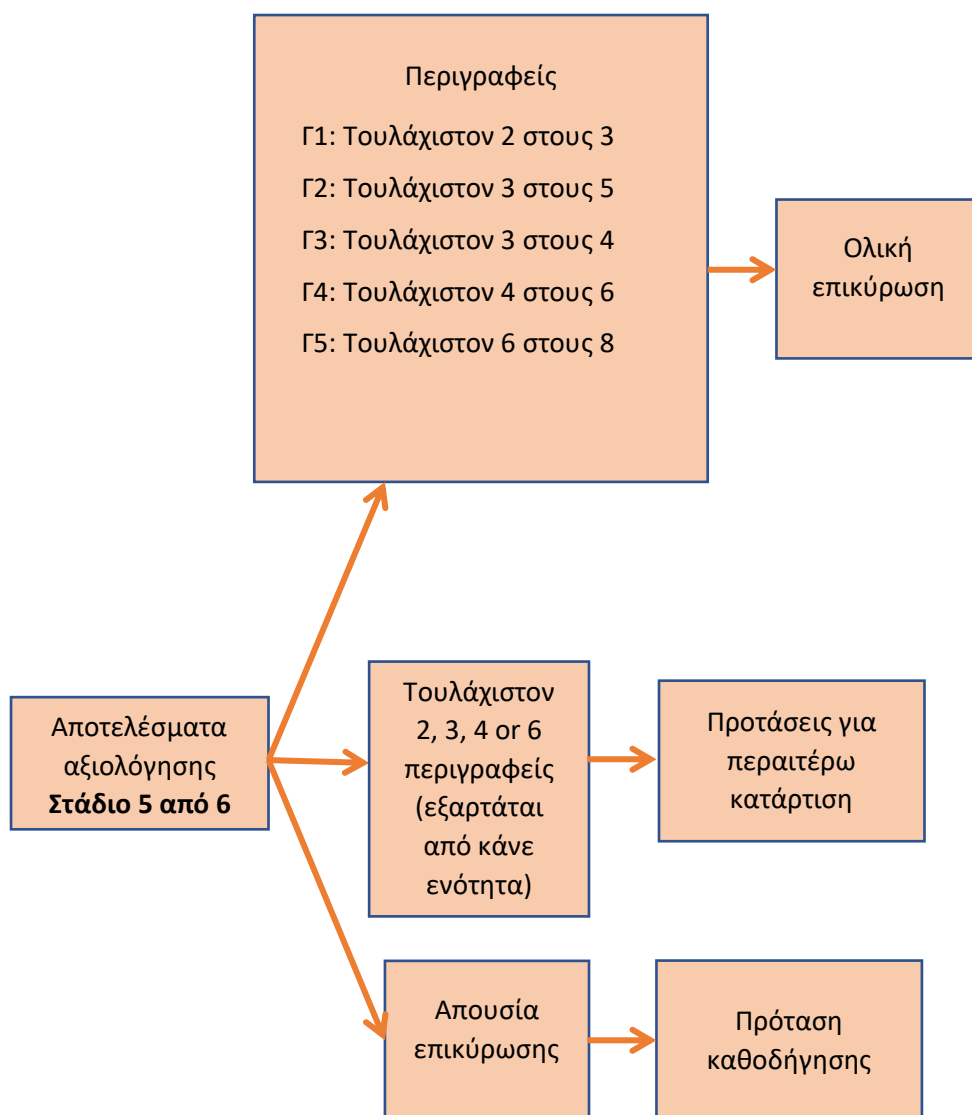 Περιγραφείς
Γ1: Τουλάχιστον 2 στους 3
Γ2: Τουλάχιστον 3 στους 5
Γ3: Τουλάχιστον 3 στους 4
Γ4: Τουλάχιστον 4 στους 6
Γ5: Τουλάχιστον 6 στους 8
Ολική
επικύρωση
Αποτελέσματα
αξιολόγησης
Στάδιο 5 από 6
Τουλάχιστον
2, 3, 4 or 6
περιγραφείς
(εξαρτάται
από κάνε
ενότητα)
Προτάσεις για
περαιτέρω
κατάρτιση
Απουσία
επικύρωσης
Πρόταση
καθοδήγησης